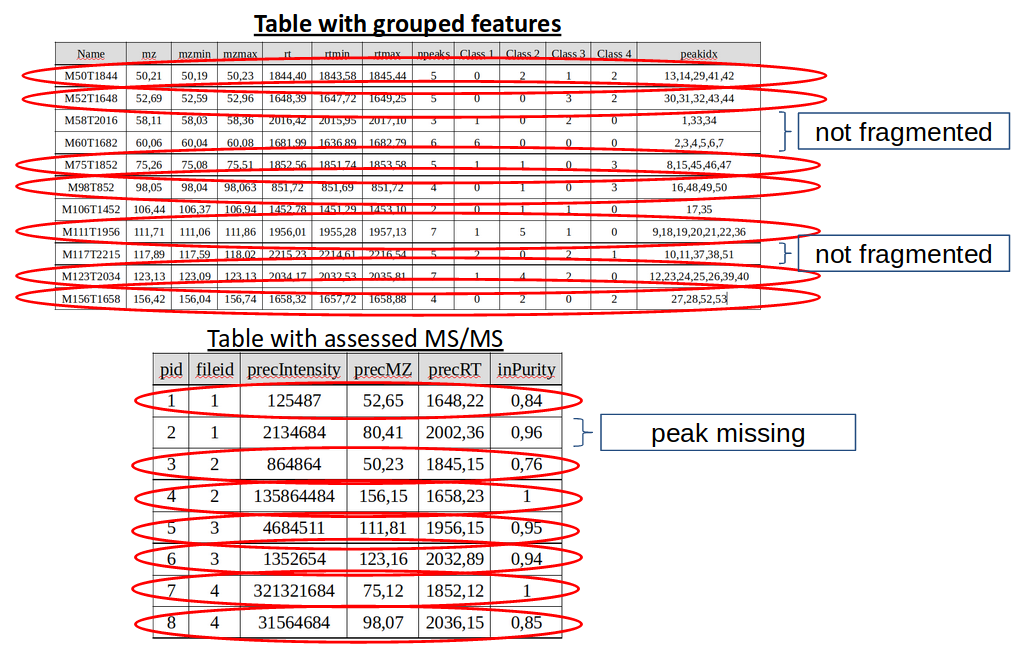 Table with grouped features
Name mz mzmin mzmax rt rtmin rtmax npeaks Class 1 Class 2 Class 3 Class 4 peakidx
M50T1844 50,21 50,19 50,23 1844,40 1843,58 1845,44 5 0 2 1 2 13,14,29,41,42
M52T1648 52,69 52,59 52,96 1648,39 1647,72 1649,25 5 0 0 3 2 30,31,32,43,44
M58T2016 58,11 58,03 58,36 2016,42 2015,95 2017,10 3 1 0 2 0 1,33,34
not fragmented
M60T1682 60,06 60,04 60,08 1681,99 1636,89 1682,79 6 6 0 0 0 2,3,4,5,6,7
M75T1852 75,26 75,08 75,51 1852,56 1851,74 1853,58 5 1 1 0 3 8,15,45,46,47
M98T852 98,05 98,04 98,063 851,72 851,69 851,72 4 0 1 0 3 16,48,49,50
M106T1452 106,44 106,37 106,94 1452,78 1451,29 1453,10 2 0 1 1 0 17,35
M111T1956 111,71 111,06 111,86 1956,01 1955,28 1957,13 7 1 5 1 0 9,18,19,20,21,22,36
M117T2215 117,89 117,59 118,02 2215,23 2214,61 2216,54 5 2 0 2 1 10,11,37,38,51
not fragmented
M123T2034 123,13 123,09 123,13 2034,17 2032,53 2035,81 7 1 4 2 0 12,23,24,25,26,39,40
M156T1658 156,42 156,04 156,74 1658,32 1657,72 1658,88 4 0 2 0 2 27,28,52,53
Table with assessed MS/MS
pid fileid precIntensity precMZ precRT inPurity
1 1 125487 52,65 1648,22 0,84
2 1 2134684 80,41 2002,36 0,96
peak missing
3 2 864864 50,23 1845,15 0,76
4 2 135864484 156,15 1658,23 1
5 3 4684511 111,81 1956,15 0,95
6 3 1352654 123,16 2032,89 0,94
7 4 321321684 75,12 1852,12 1
8 4 31564684 98,07 2036,15 0,85